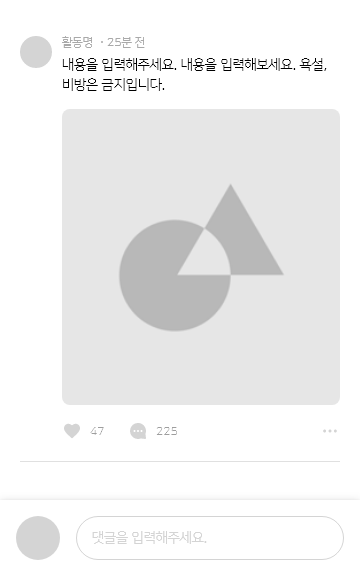 활동명 · 25분 전
내용을 입력해주세요. 내용을 입력해보세요. 욕설,
비방은 금지입니다.
47 225
댓글을 입력해주세요.